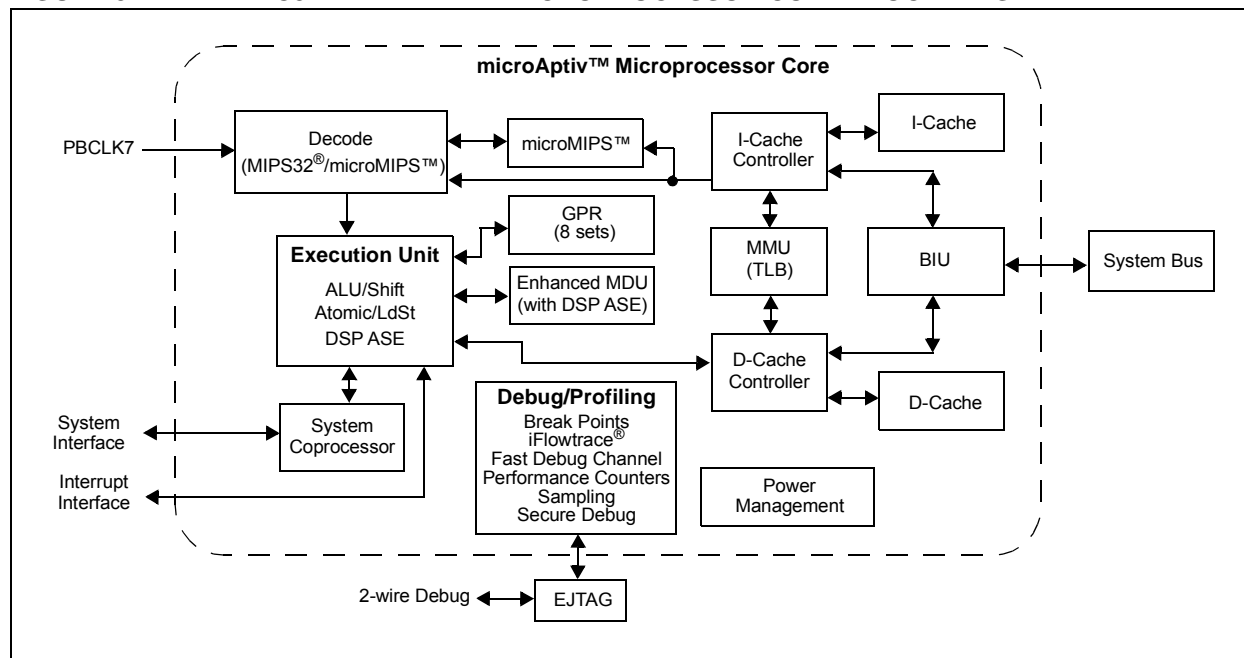 microAptiv™ Microprocessor Core
PBCLK7
Decode
(MIPS32®/microMIPS™)
microMIPS™
I-Cache
Controller
I-Cache
GPR
(8 sets)
Execution Unit
ALU/Shift
Atomic/LdSt
DSP ASE
Enhanced MDU
(with DSP ASE)
MMU
(TLB)
BIU
System Bus
D-Cache
Controller
D-Cache
Debug/Profiling
Break Points
iFlowtrace®
Fast Debug Channel
Performance Counters
Sampling
Secure Debug
System
Coprocessor
System
Interface
Interrupt
Interface
Power
Management
2-wire Debug
EJTAG